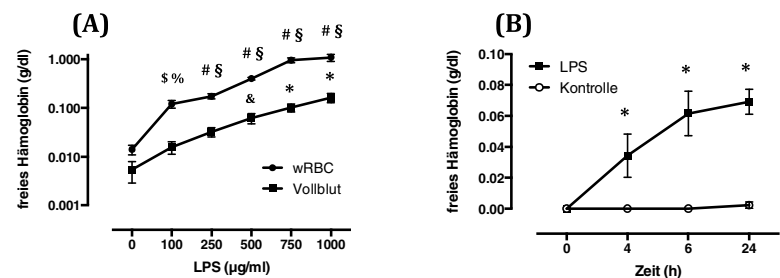 (A)
freies Hämoglobin (g/dl)
1.000
0.100
0.010
0.001
$ %
# §
# §
# §
# §
&
*
*
wRBC
Vollblut
0 100 250 500 750 1000
LPS (µg/ml)
(B)
freies Hämoglobin (g/dl)
0.10
0.08
0.06
0.04
0.02
0.00
LPS
Kontrolle
*
*
*
0 4 6 24
Zeit (h)